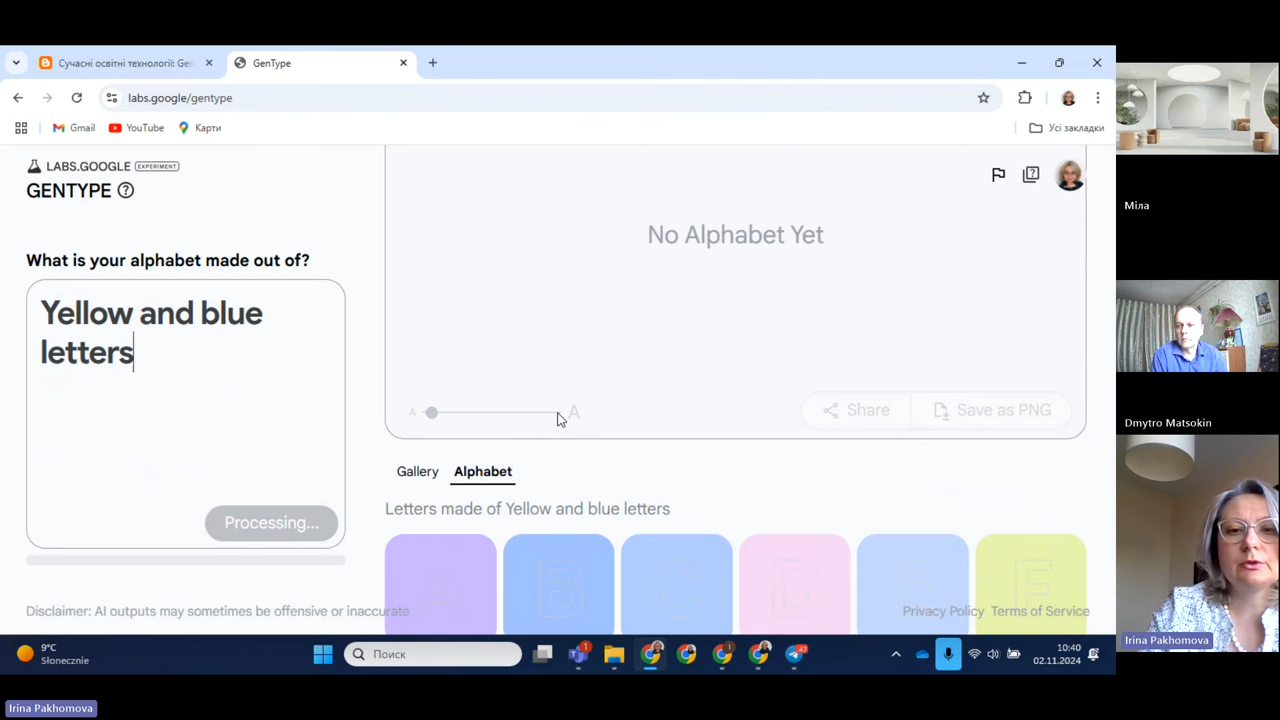 Сучасні освітні технології: Gen
GenType
labs.google/gentype
Gmail
YouTube
Карти
Усі закладки
LABS.GOOGLE EXPERIMENT
GENTYPE
What is your alphabet made out of?
Yellow and blue
letters
Processing...
No Alphabet Yet
A
A
Share
Save as PNG
Gallery
Alphabet
Letters made of Yellow and blue letters
A
B
C
D
E
F
Disclaimer: AI outputs may sometimes be offensive or inaccurate
Privacy Policy
Terms of Service
9°C
Słonecznie
Поиск
10:40
02.11.2024
Міла
Dmytro Matsokin
Irina Pakhomova
Irina Pakhomova